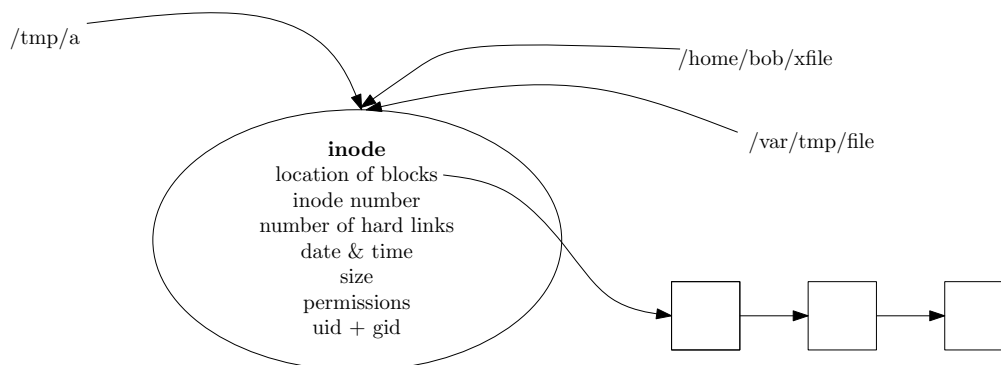 /tmp/a
/home/bob/xfile
/var/tmp/file
inode
location of blocks
inode number
number of hard links
date & time
size
permissions
uid + gid